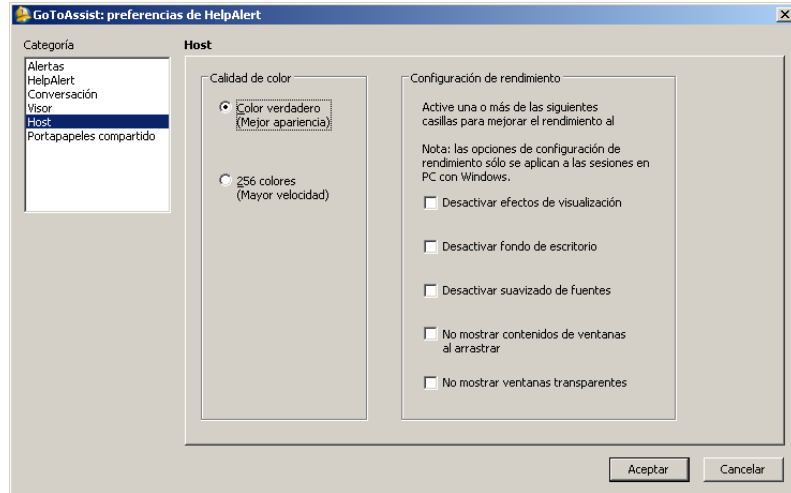 GoToAssist: preferencias de HelpAlert
Categoría
Alertas
HelpAlert
Conversación
Visor
Host
Portapapeles compartido
Host
Calidad de color
Color verdadero
(Mejor apariencia)
256 colores
(Mayor velocidad)
Configuración de rendimiento
Active una o más de las siguientes
casillas para mejorar el rendimiento al
Nota: las opciones de configuración de
rendimiento sólo se aplican a las sesiones en
PC con Windows.
Desactivar efectos de visualización
Desactivar fondo de escritorio
Desactivar suavizado de fuentes
No mostrar contenidos de ventanas
al arrastrar
No mostrar ventanas transparentes
Aceptar
Cancelar